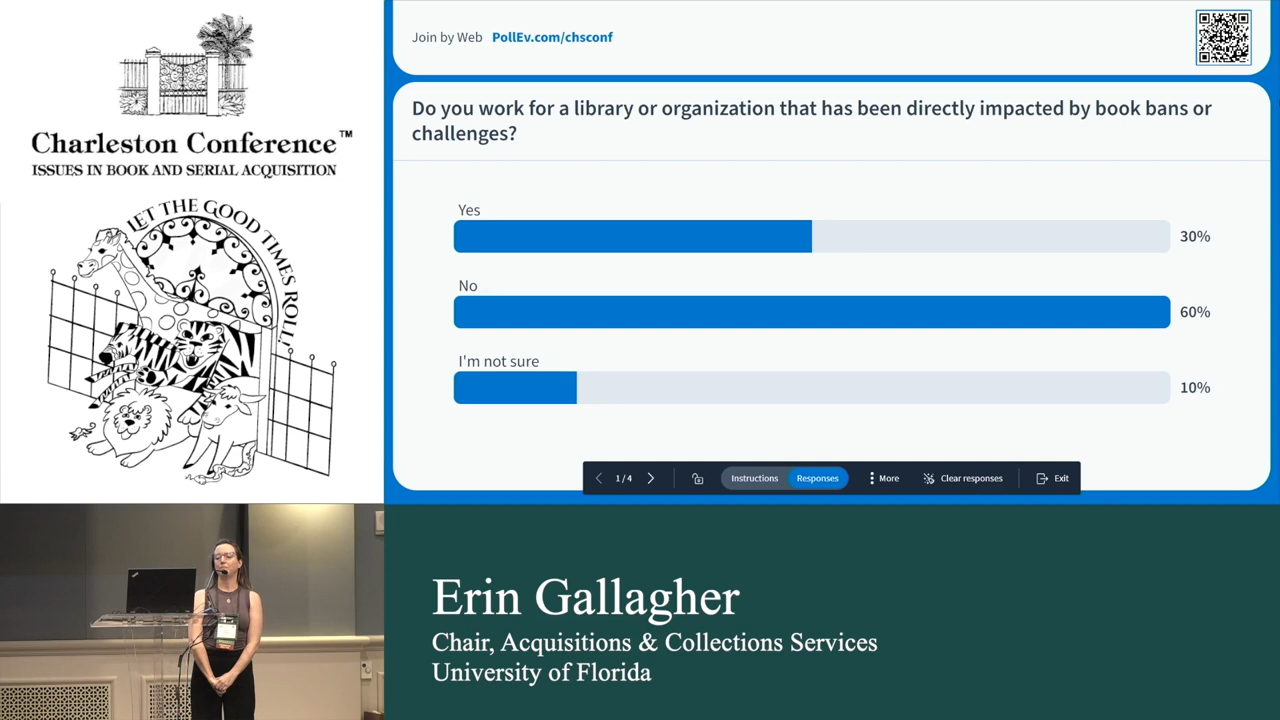 Charleston Conference™
ISSUES IN BOOK AND SERIAL ACQUISITION
LET THE GOOD TIMES ROLL!
Join by Web PollEv.com/chsconf
Do you work for a library or organization that has been directly impacted by book bans or
challenges?
Yes
30%
No
60%
I'm not sure
10%
1 / 4
Instructions
Responses
More
Clear responses
Exit
Erin Gallagher
Chair, Acquisitions & Collections Services
University of Florida